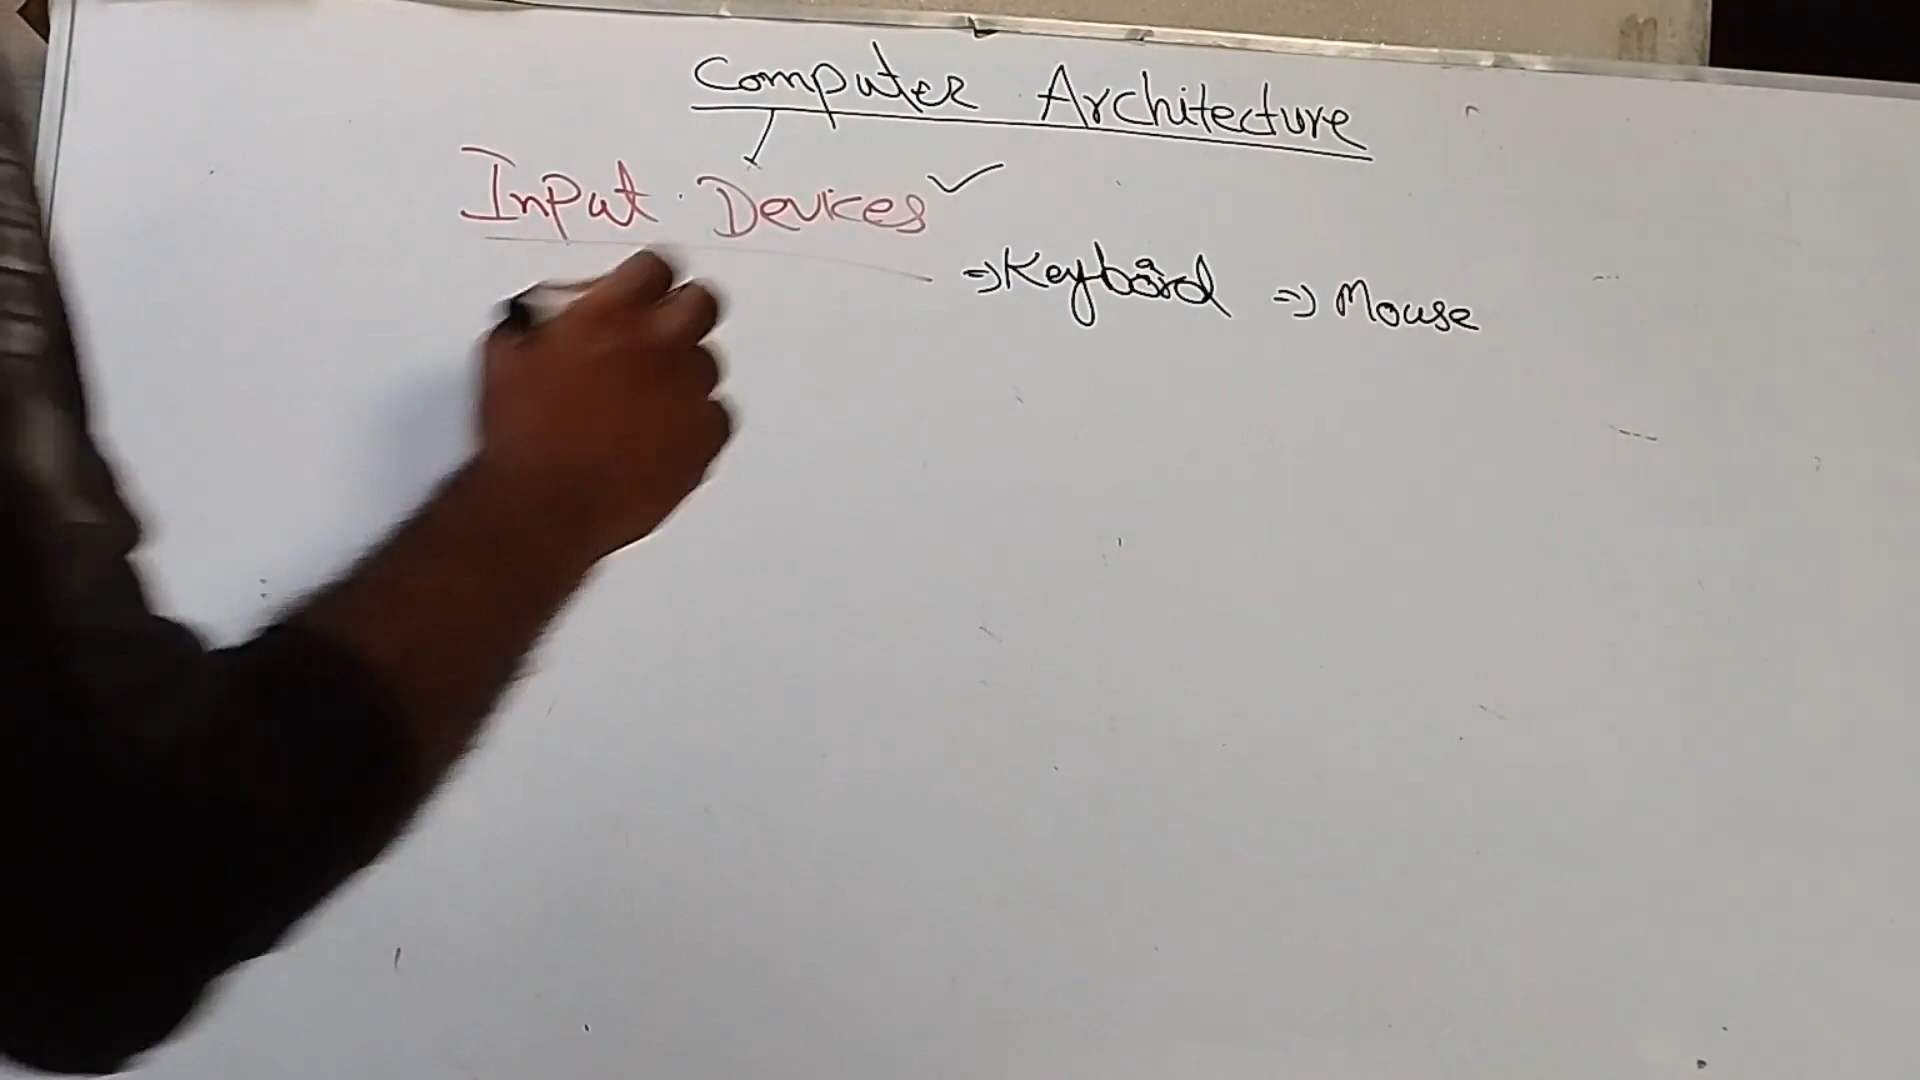 Computer Architecture
Input Devices ✓
⇒ Keyboard ⇒ Mouse